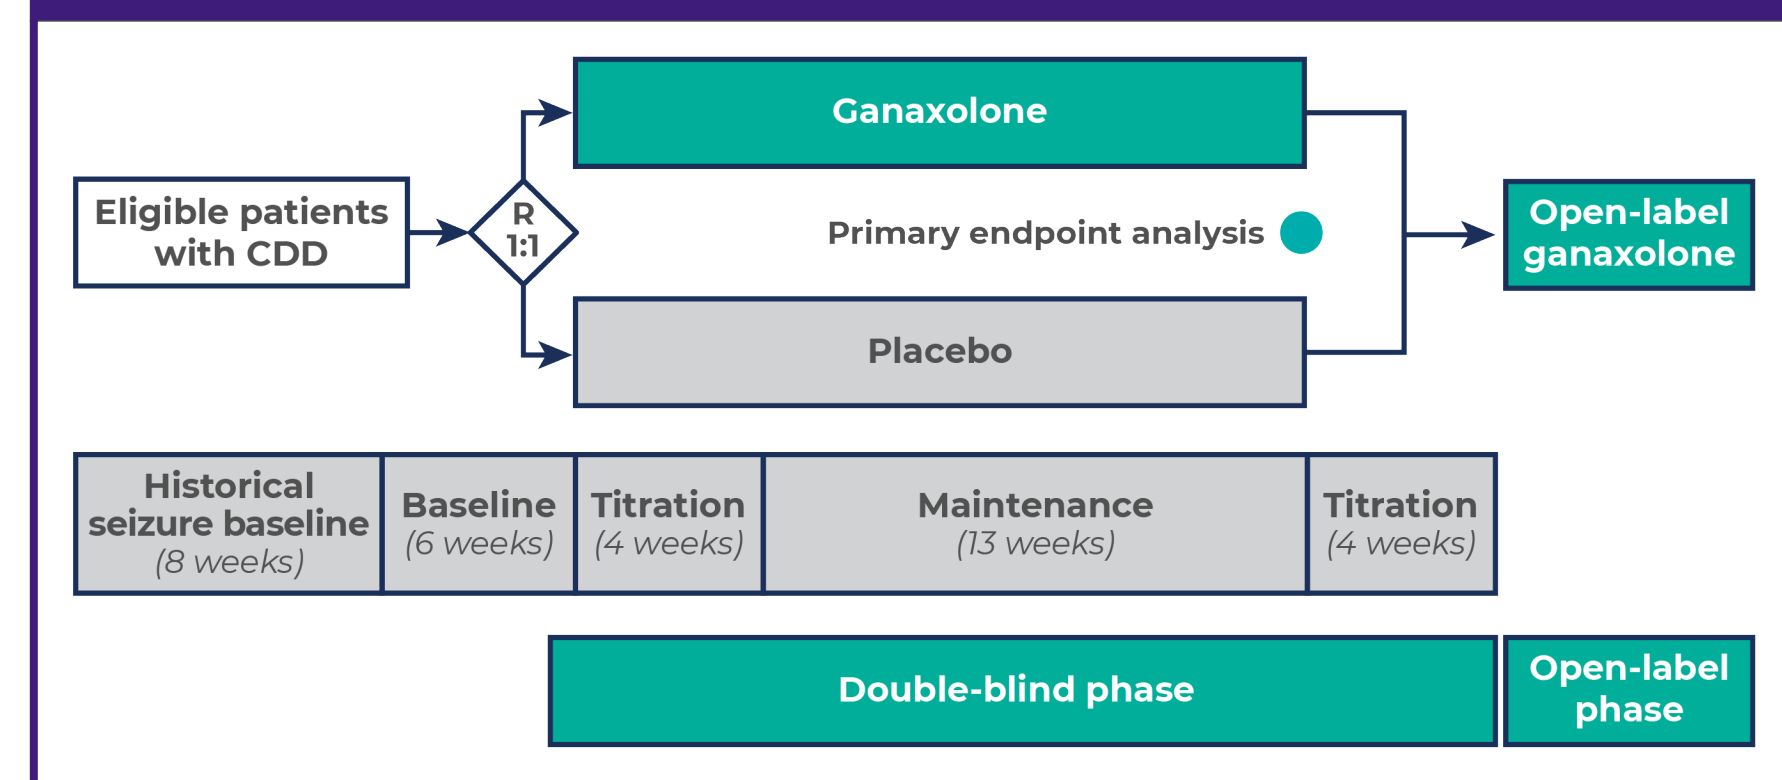 Ganaxolone
Eligible patients
with CDD
R
1:1
Primary endpoint analysis
Open-label
ganaxolone
Placebo
Historical
seizure baseline
(8 weeks)
Baseline
(6 weeks)
Titration
(4 weeks)
Maintenance
(13 weeks)
Titration
(4 weeks)
Double-blind phase
Open-label
phase